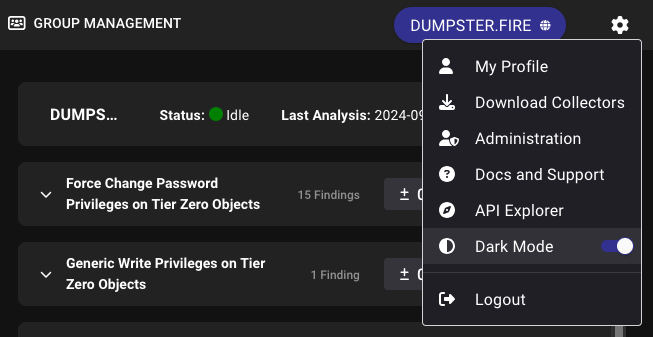 GROUP MANAGEMENT
DUMPSTER.FIRE
My Profile
Download Collectors
Administration
Docs and Support
API Explorer
Dark Mode
Logout
DUMPS...
Status: Idle
Last Analysis: 2024-09
Force Change Password
Privileges on Tier Zero Objects
15 Findings
Generic Write Privileges on Tier
Zero Objects
1 Finding